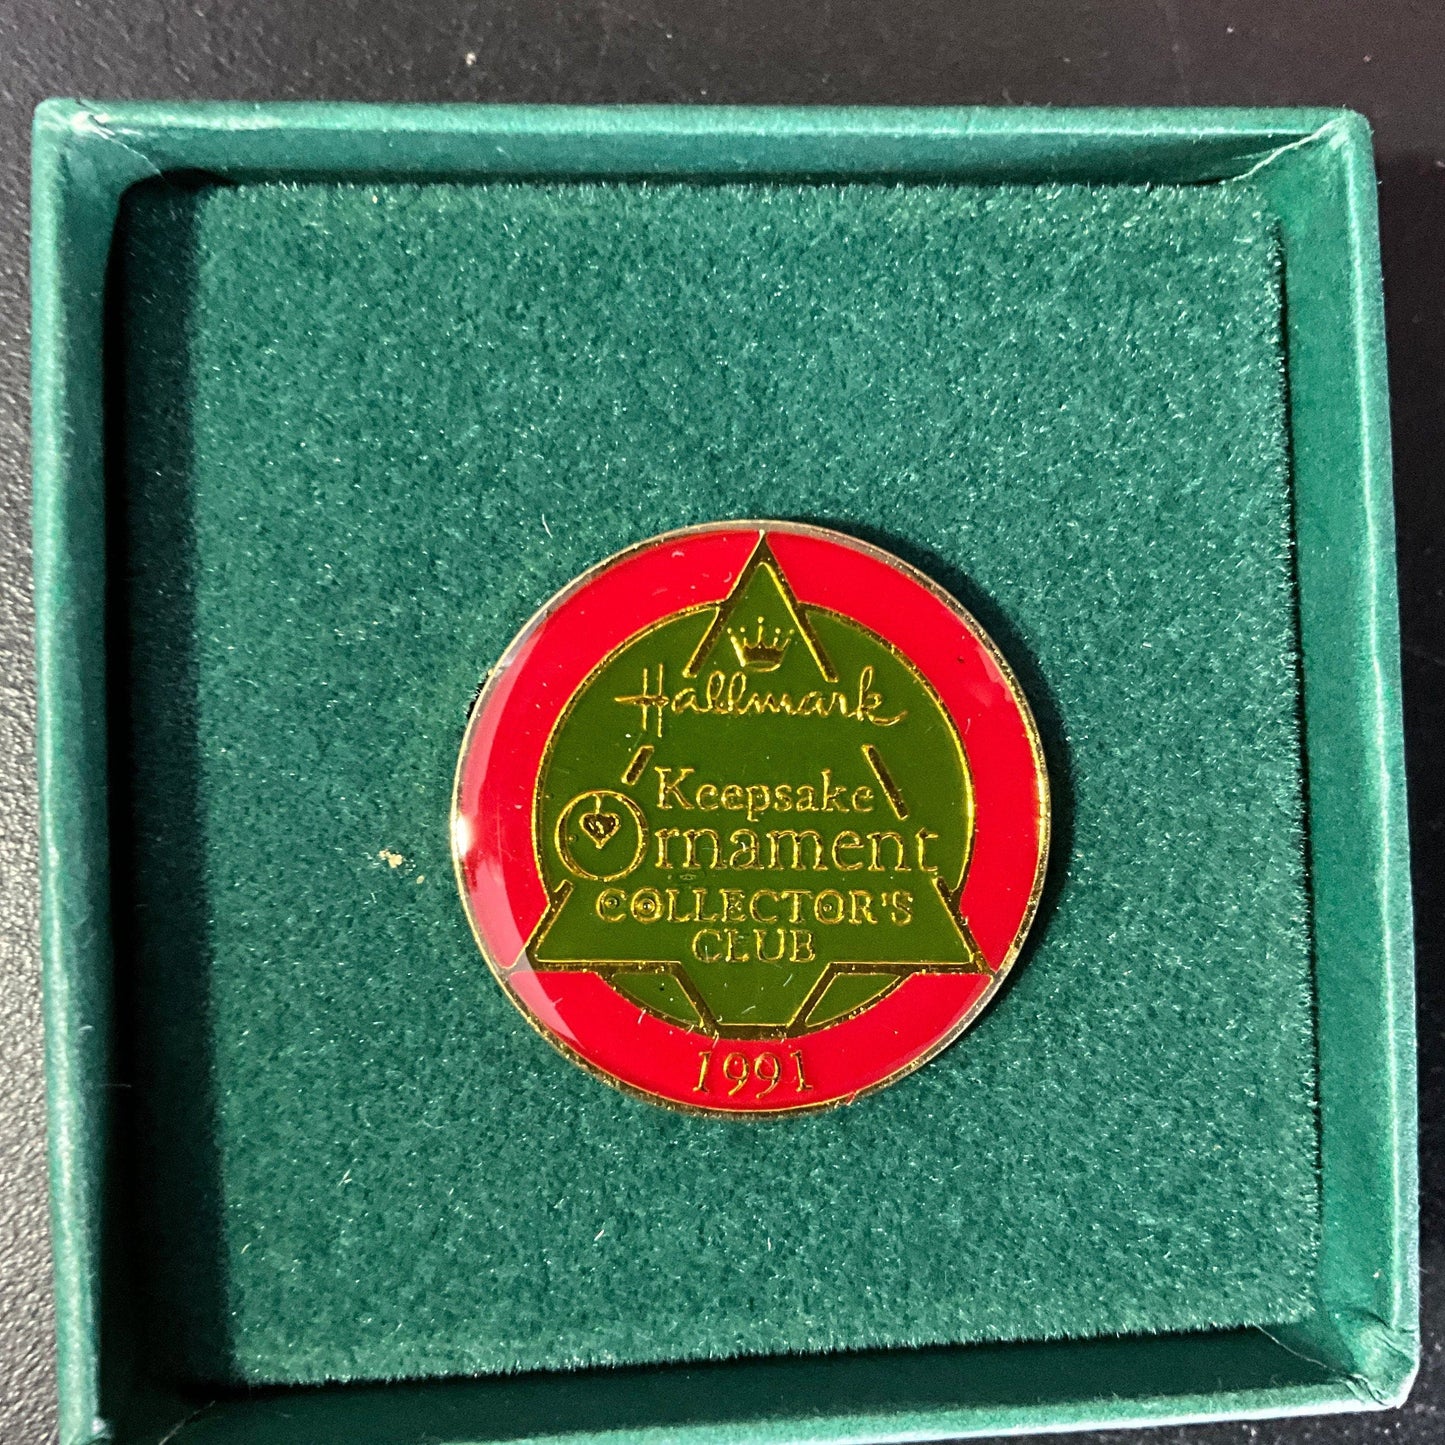 Hallmark
Keepsake
Ornament
COLLECTOR'S
CLUB
1991